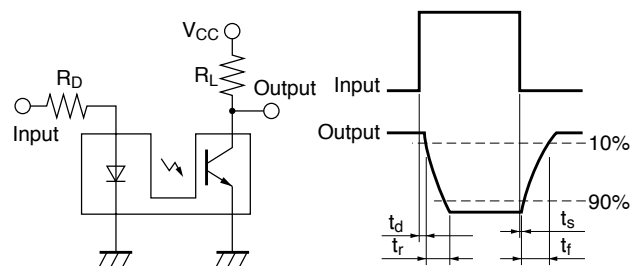 VCC
RD
RL
Output
Input
Input
Output
10%
90%
td
tr
ts
tf